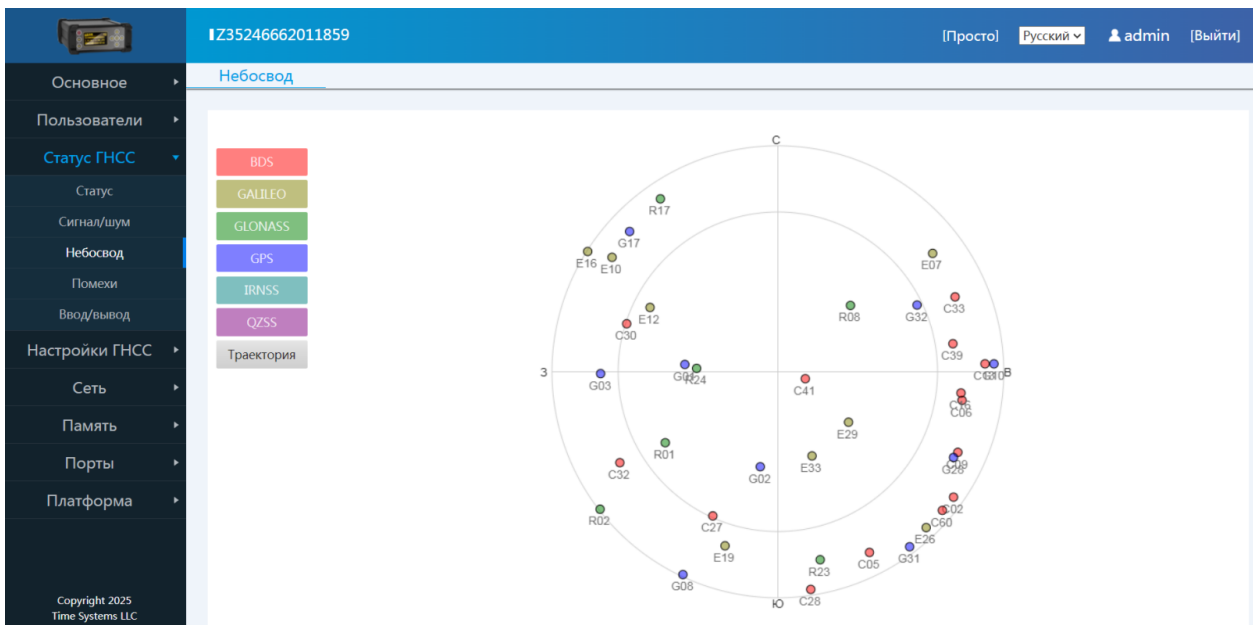 Z35246662011859
[Просто] Русский admin [Выйти]
Основное
Пользователи
Статус ГНСС
Статус
Сигнал/шум
Небосвод
Помехи
Ввод/вывод
Настройки ГНСС
Сеть
Память
Порты
Платформа
Copyright 2025
Time Systems LLC
Небосвод
BDS
GALILEO
GLONASS
GPS
IRNSS
QZSS
Траектория
С
R17
G17
E16 E10
E07
C33
E12
R08
G32
C30
C39
З
G03
R24
C41
В
C06
E29
R01
E33
C32
G02
G28
C09
R02
C27
C02
C60
E26
E19
G31
R23
C05
G08
Ю
C28